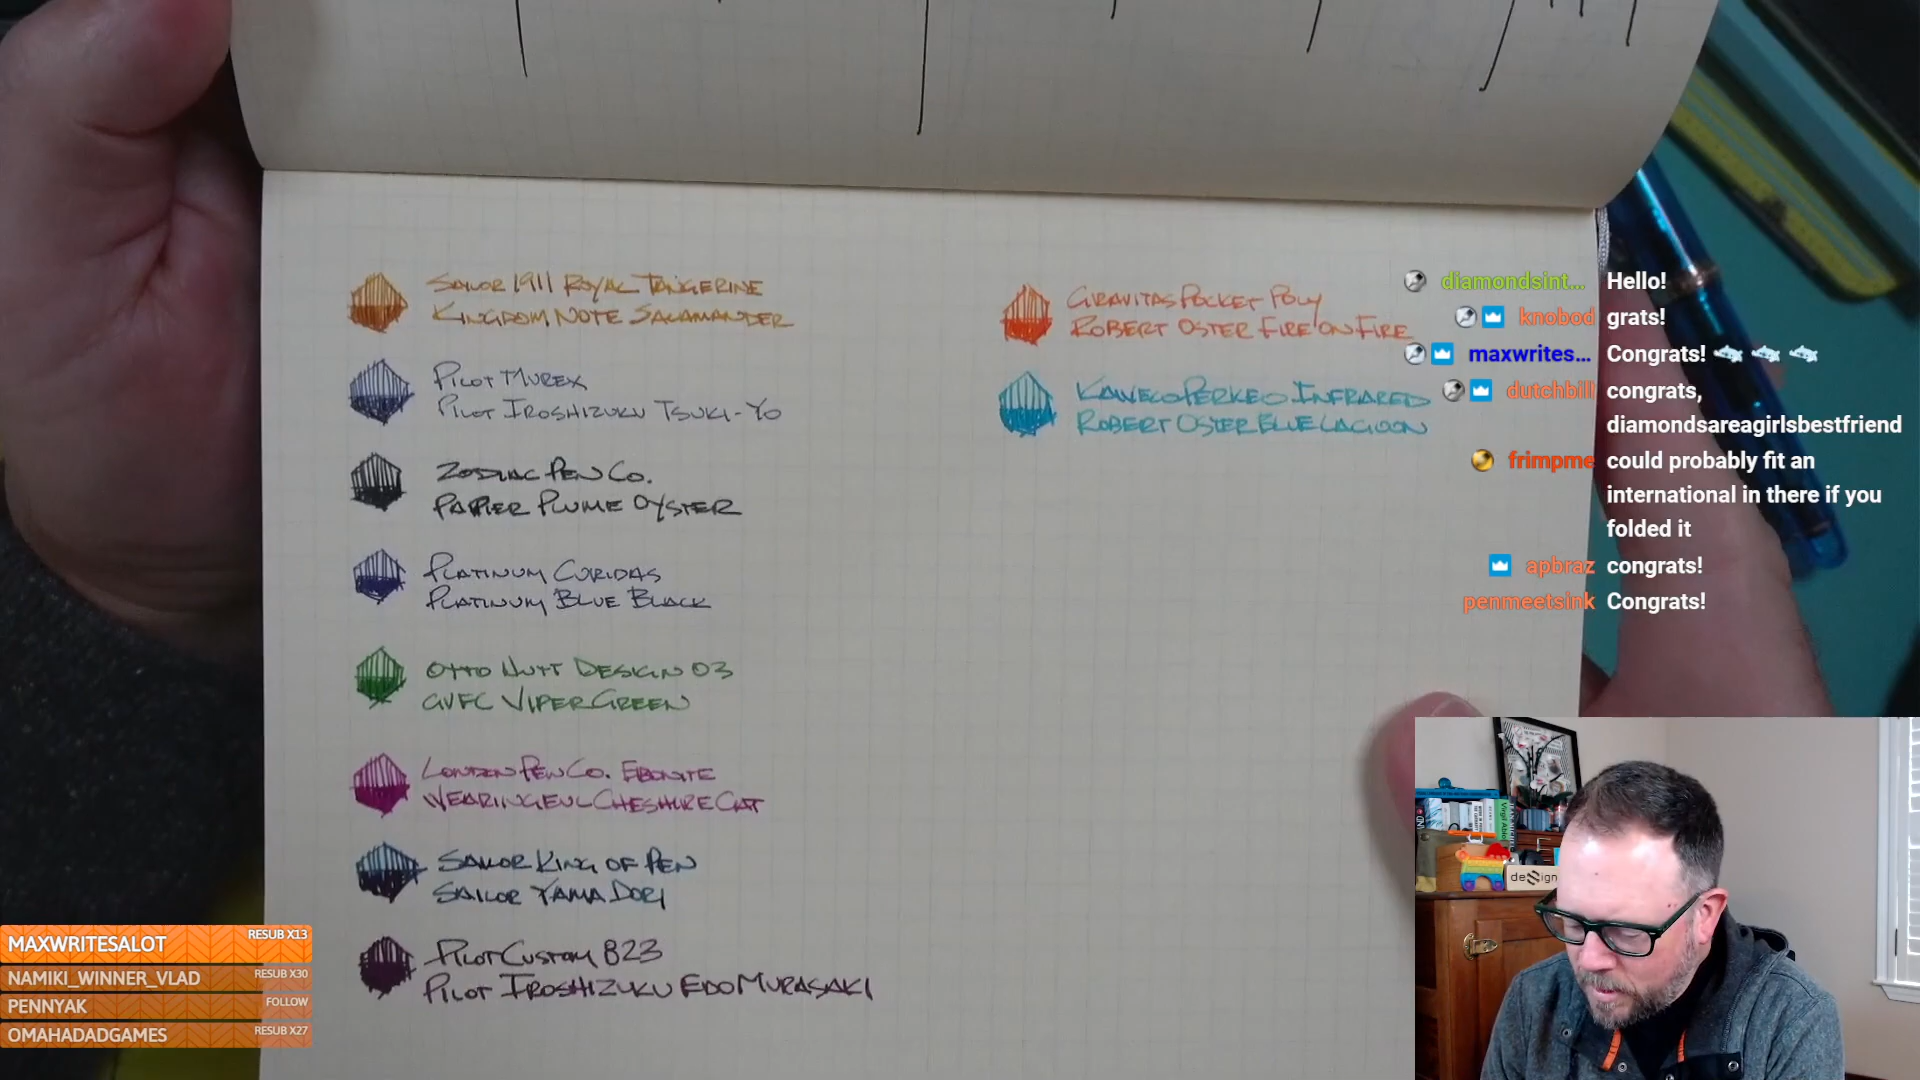 Sailor 1911 Royal Tangerine
Kingdom Note Salamander
Pilot Murex
Pilot Iroshizuku Tsuki-Yo
Zodiac Pen Co.
Papier Plume Oyster
Platinum Curidas
Platinum Blue Black
Otto Hutt Design 03
GVFC Viper Green
London Pen Co. Ebonite
Wearingeul Cheshire Cat
Sailor King of Pen
Sailor Yama Dori
Pilot Custom 823
Pilot Iroshizuku Edo Murasaki
Gravitas Pocket Poly
Robert Oster Fire on Fire
Kaweco Perkeo Infrared
Robert Oster Blue Lagoon
diamondsint... Hello!
knobod grats!
maxwrites... Congrats!
dutchbill congrats,
diamondsareagirlsbestfriend
frimpme could probably fit an
international in there if you
folded it
apbraz congrats!
penmeetsink Congrats!
MAXWRITESALOT RESUB X13
NAMIKI_WINNER_VLAD RESUB X30
PENNYAK FOLLOW
OMAHADADGAMES RESUB X27